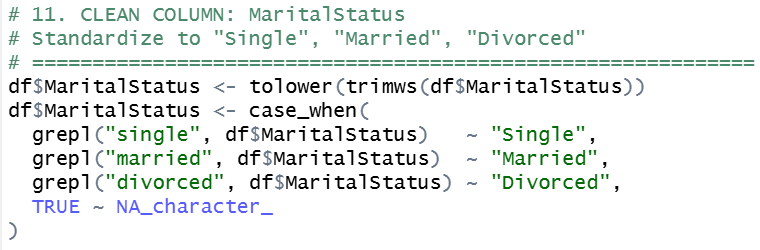 # 11. CLEAN COLUMN: MaritalStatus
# Standardize to "Single", "Married", "Divorced"
# ============================================================
df$MaritalStatus <- tolower(trimws(df$MaritalStatus))
df$MaritalStatus <- case_when(
  grepl("single", df$MaritalStatus)   ~ "Single",
  grepl("married", df$MaritalStatus)  ~ "Married",
  grepl("divorced", df$MaritalStatus) ~ "Divorced",
  TRUE ~ NA_character_
)